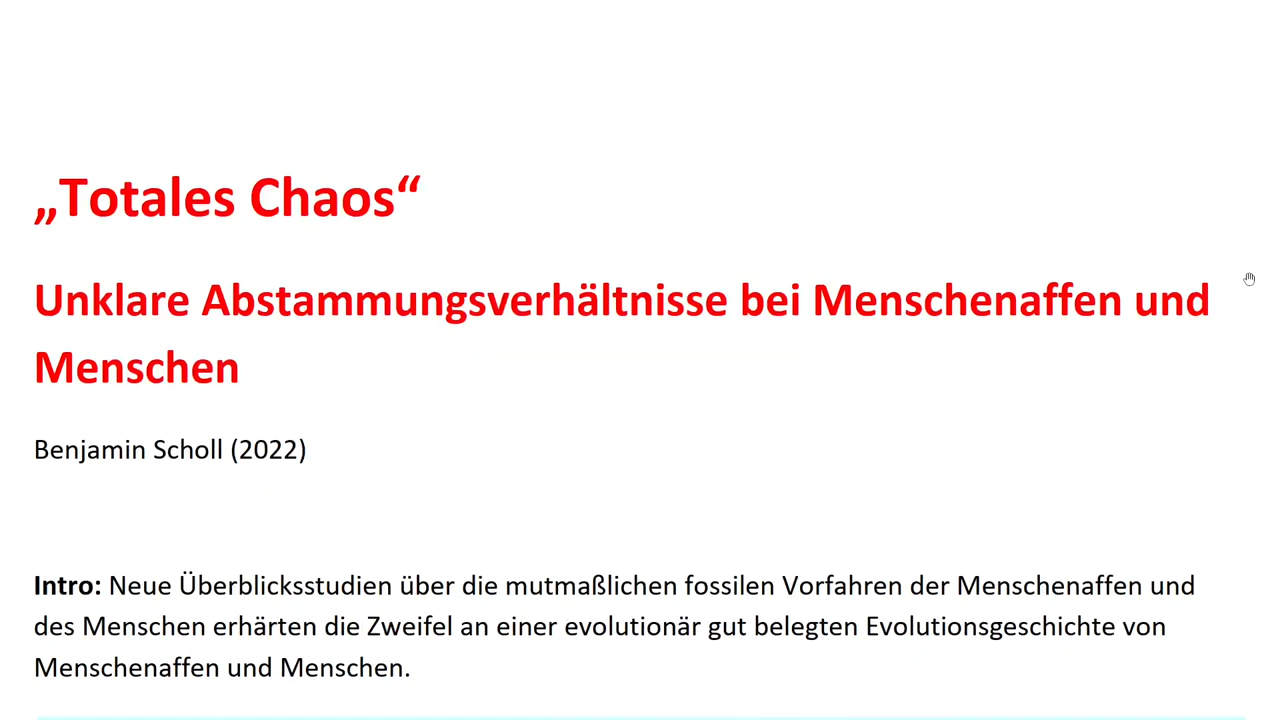 „Totales Chaos“
Unklare Abstammungsverhältnisse bei Menschenaffen und
Menschen
Benjamin Scholl (2022)
Intro: Neue Überblicksstudien über die mutmaßlichen fossilen Vorfahren der Menschenaffen und
des Menschen erhärten die Zweifel an einer evolutionär gut belegten Evolutionsgeschichte von
Menschenaffen und Menschen.